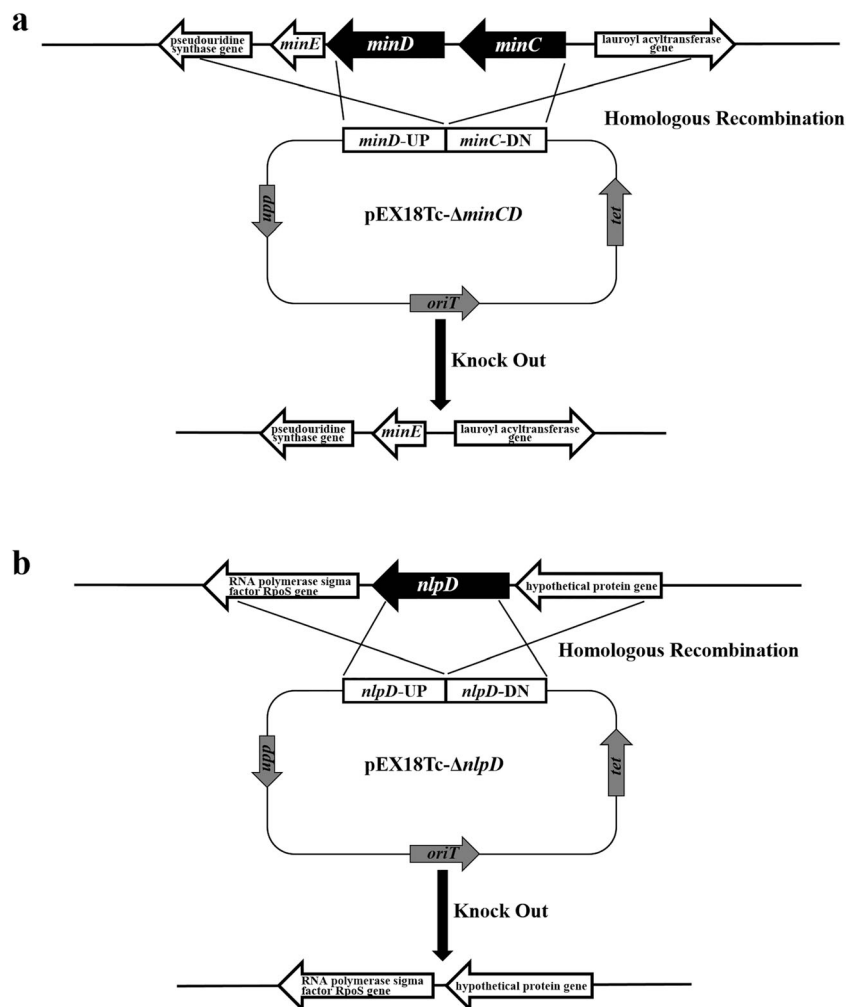 a
pseudouridine
synthase gene
minE
minD
minC
lauroyl acyltransferase
gene
Homologous Recombination
minD-UP
minC-DN
dpn
pEX18Tc-ΔminCD
tet
oriT
Knock Out
pseudouridine
synthase gene
minE
lauroyl acyltransferase
gene
b
RNA polymerase sigma
factor RpoS gene
nlpD
hypothetical protein gene
Homologous Recombination
nlpD-UP
nlpD-DN
dpn
pEX18Tc-ΔnlpD
tet
oriT
Knock Out
RNA polymerase sigma
factor RpoS gene
hypothetical protein gene